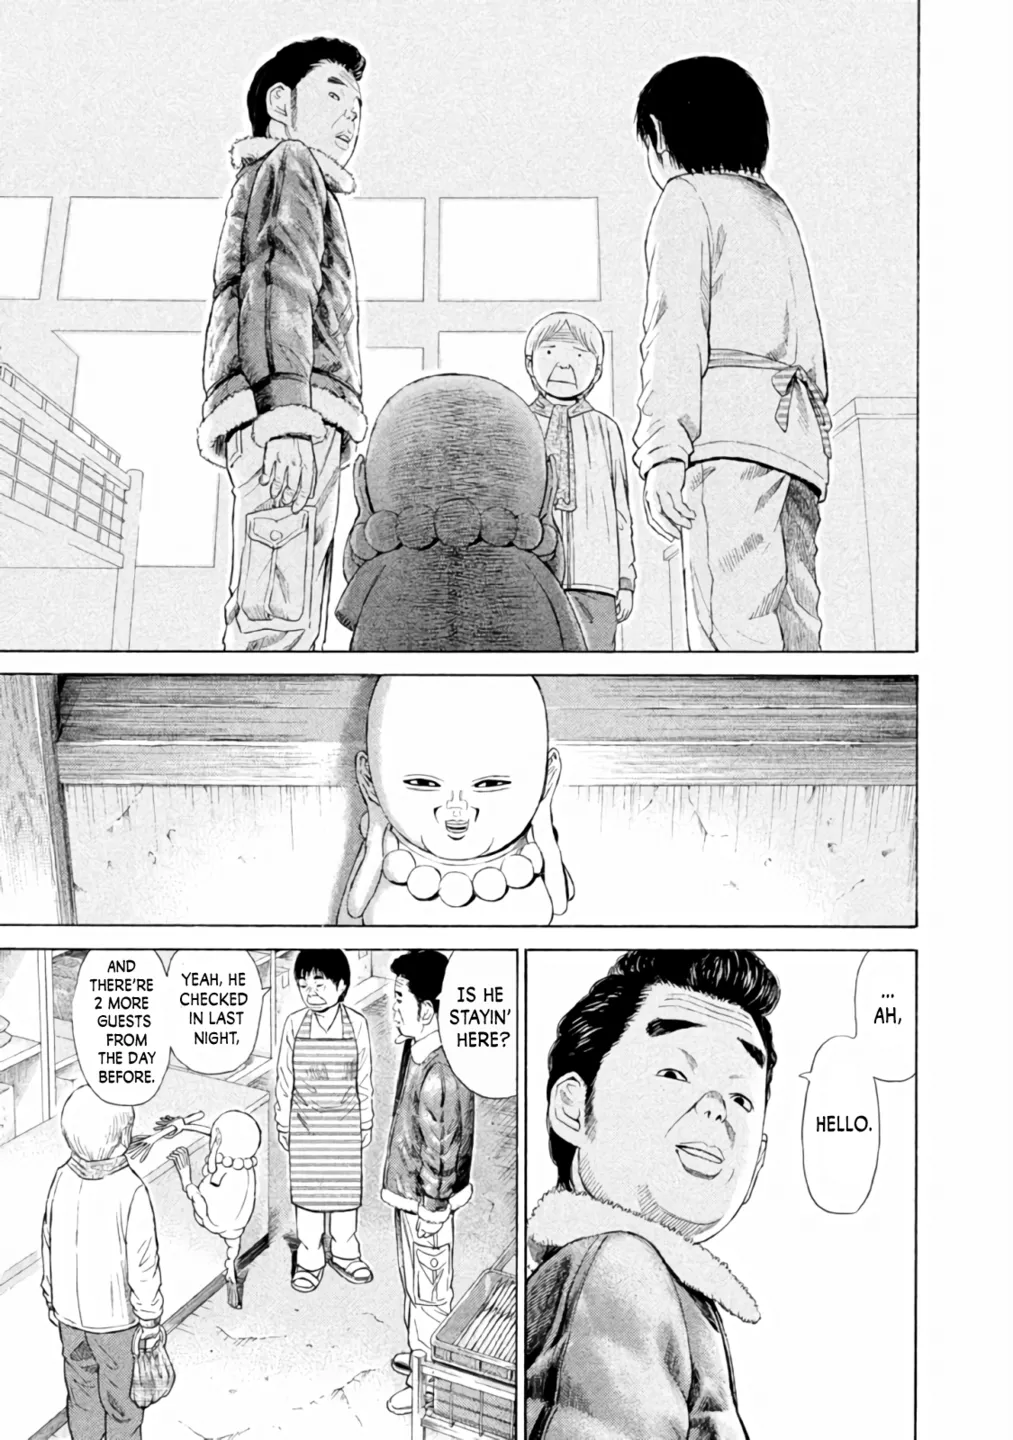 ...
AH,
HELLO.
IS HE
STAYIN'
HERE?
YEAH, HE
CHECKED
IN LAST
NIGHT,
AND
THERE'RE
2 MORE
GUESTS
FROM
THE DAY
BEFORE.